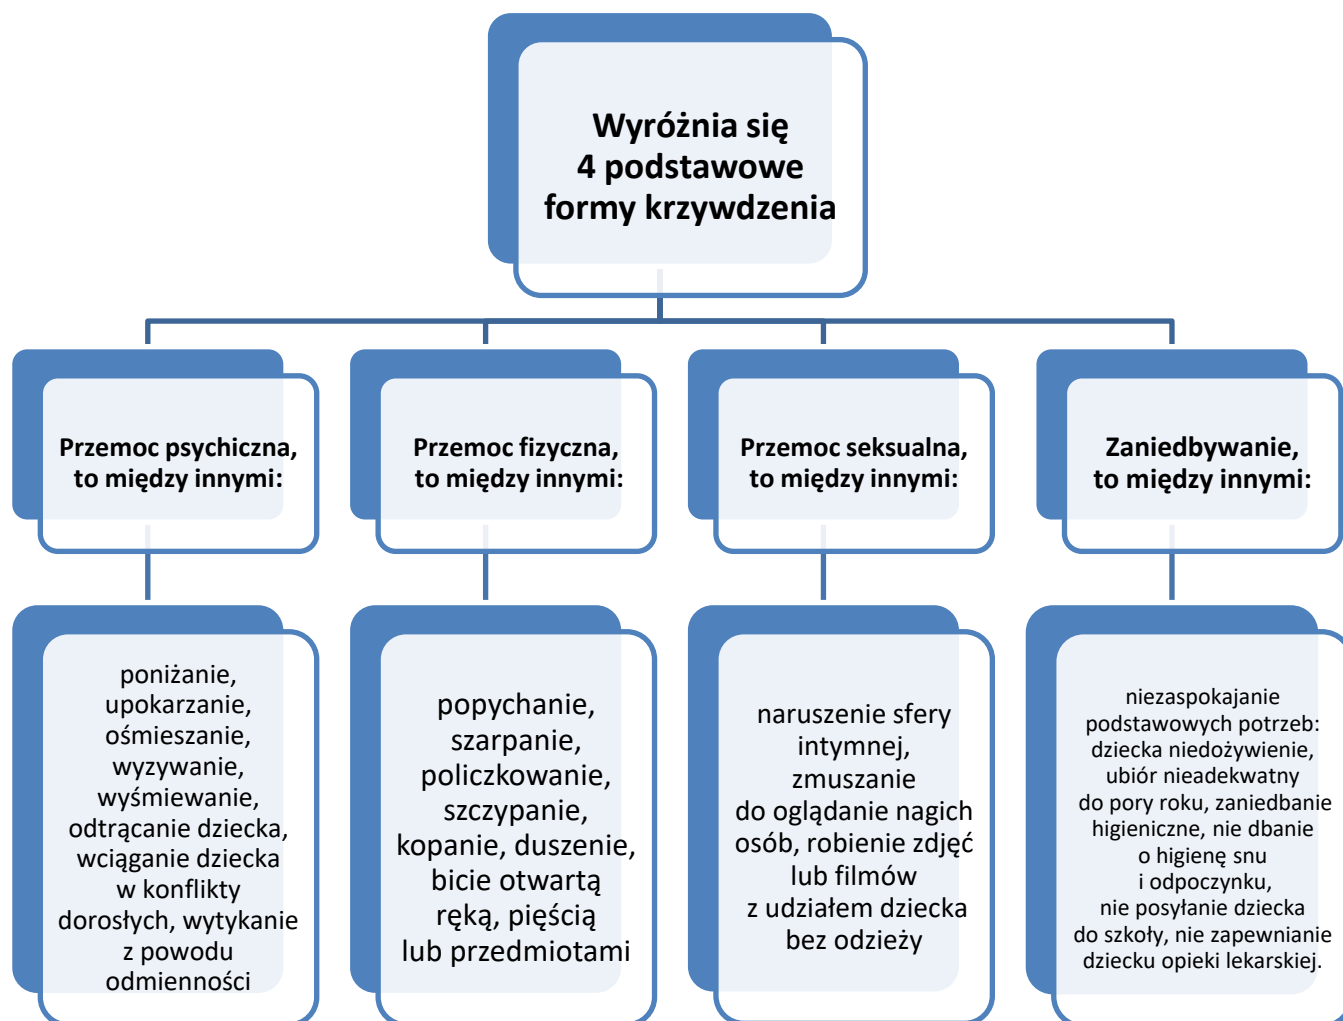 Wyróżnia się
4 podstawowe
formy krzywdzenia
Przemoc psychiczna,
to między innymi:
poniżanie,
upokarzanie,
ośmieszanie,
wyzywanie,
wyśmiewanie,
odtrącanie dziecka,
wciąganie dziecka
w konflikty
dorosłych, wytykanie
z powodu
odmienności
Przemoc fizyczna,
to między innymi:
popychanie,
szarpanie,
policzkowanie,
szczypanie,
kopanie, duszenie,
bicie otwartą
ręką, pięścią
lub przedmiotami
Przemoc seksualna,
to między innymi:
naruszenie sfery
intymnej,
zmuszanie
do oglądanie nagich
osób, robienie zdjęć
lub filmów
z udziałem dziecka
bez odzieży
Zaniedbywanie,
to między innymi:
niezaspokajanie
podstawowych potrzeb:
dziecka niedożywienie,
ubiór nieadekwatny
do pory roku, zaniedbanie
higieniczne, nie dbanie
o higienę snu
i odpoczynku,
nie posyłanie dziecka
do szkoły, nie zapewnianie
dziecku opieki lekarskiej.